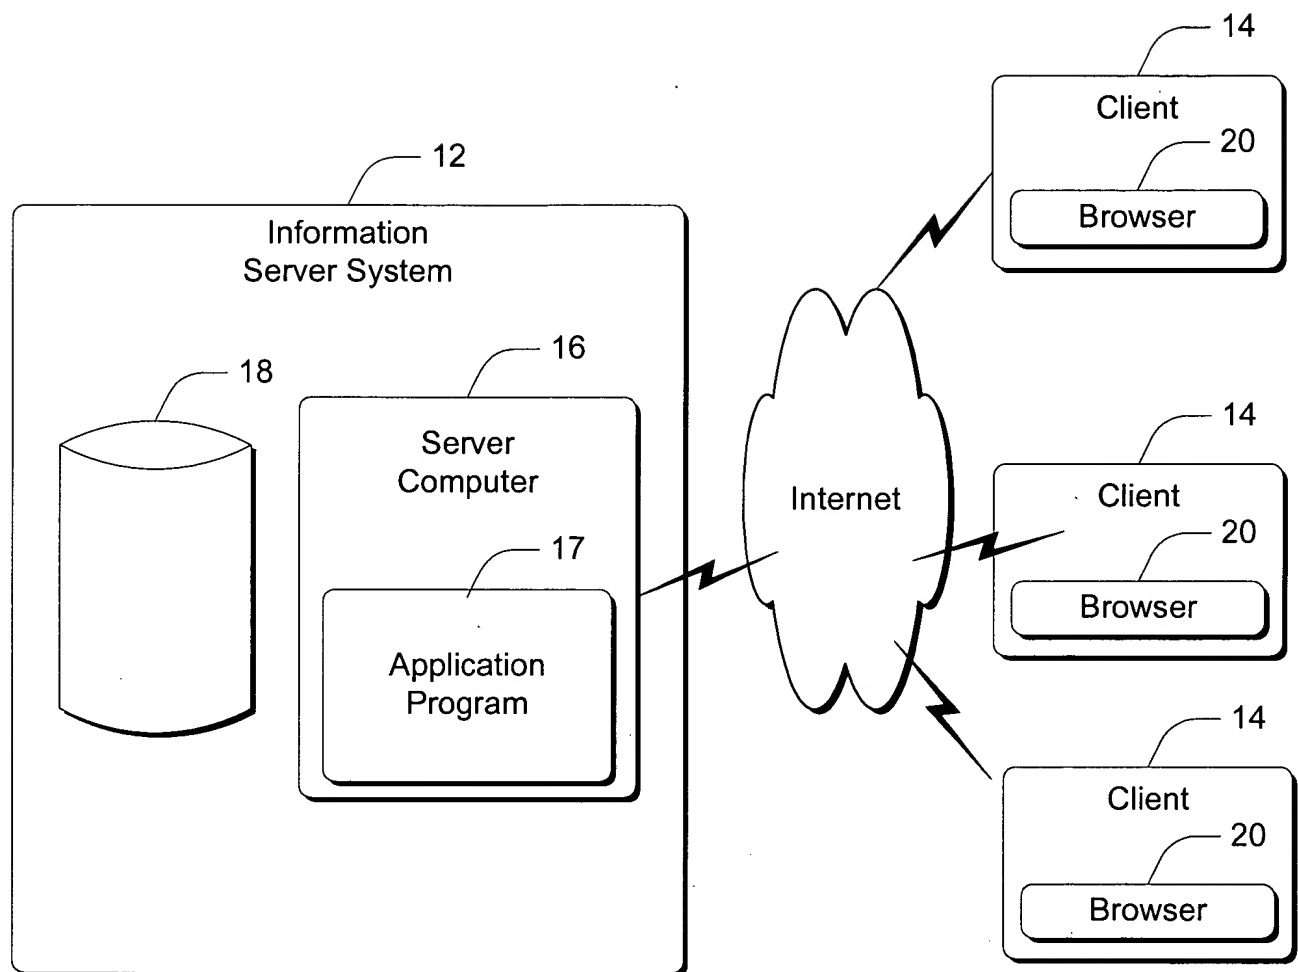 12
Information
Server System
18
16
Server
Computer
17
Application
Program
Internet
14
Client
20
Browser
14
Client
20
Browser
14
Client
20
Browser